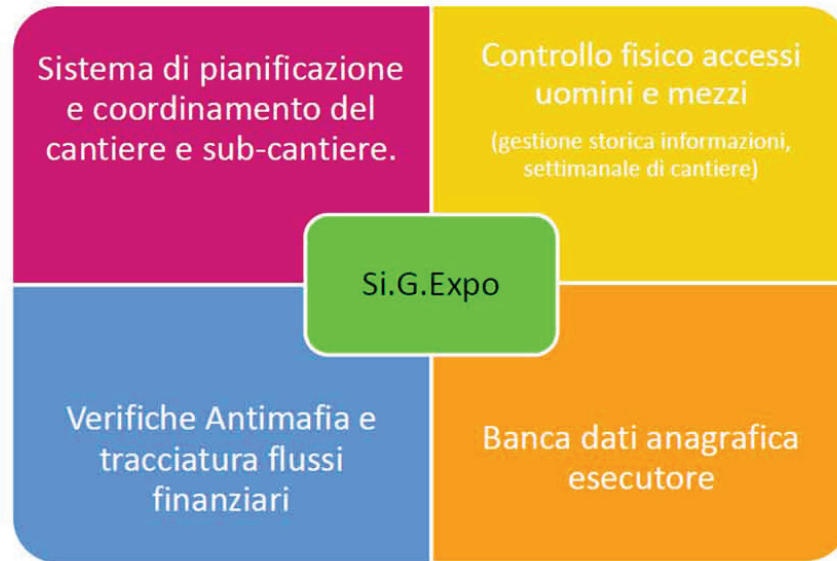 Sistema di pianificazione
e coordinamento del
cantiere e sub-cantiere.
Controllo fisico accessi
uomini e mezzi
(gestione storica informazioni,
settimanale di cantiere)
Si.G.Expo
Verifiche Antimafia e
tracciatura flussi
finanziari
Banca dati anagrafica
esecutore